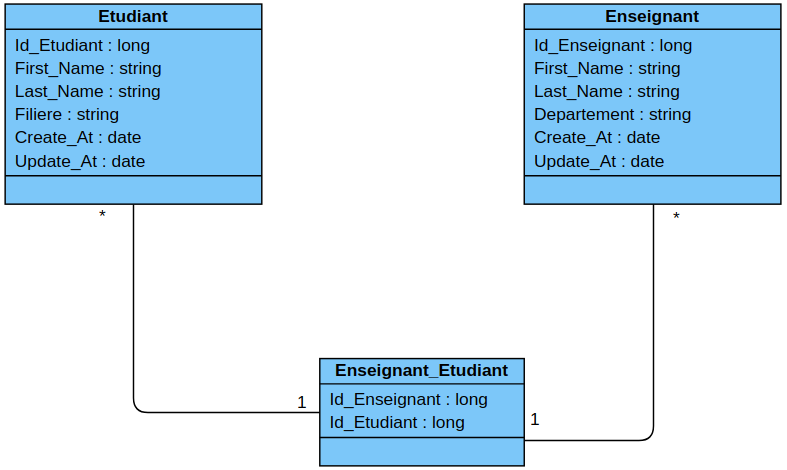 Etudiant
Id_Etudiant : long
First_Name : string
Last_Name : string
Filiere : string
Create_At : date
Update_At : date
*
Enseignant
Id_Enseignant : long
First_Name : string
Last_Name : string
Departement : string
Create_At : date
Update_At : date
*
Enseignant_Etudiant
Id_Enseignant : long
Id_Etudiant : long
1
1